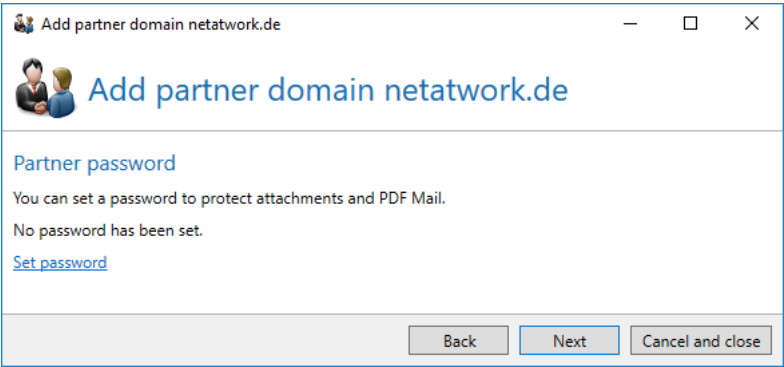 Add partner domain netatwork.de
Add partner domain netatwork.de
Partner password
You can set a password to protect attachments and PDF Mail.
No password has been set.
Set password
Back Next Cancel and close